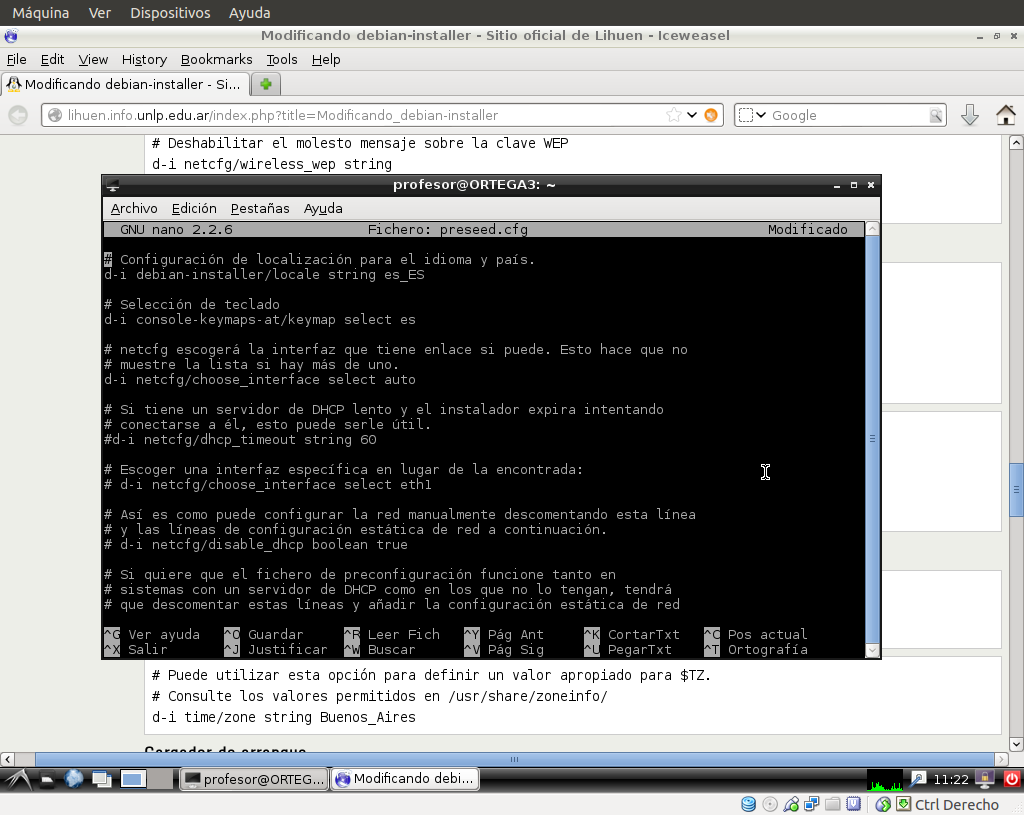 Máquina Ver Dispositivos Ayuda
Modificando debian-installer - Sitio oficial de Lihuen - Iceweasel
File Edit View History Bookmarks Tools Help
Modificando debian-installer - Si...
lihuen.info.unlp.edu.ar/index.php?title=Modificando_debian-installer
Google
# Deshabilitar el molesto mensaje sobre la clave WEP
d-i netcfg/wireless_wep string
profesor@ORTEGA3: ~
Archivo Edición Pestañas Ayuda
GNU nano 2.2.6 Fichero: preseed.cfg Modificado
# Configuración de localización para el idioma y país.
d-i debian-installer/locale string es_ES
# Selección de teclado
d-i console-keymaps-at/keymap select es
# netcfg escogerá la interfaz que tiene enlace si puede. Esto hace que no
# muestre la lista si hay más de uno.
d-i netcfg/choose_interface select auto
# Si tiene un servidor de DHCP lento y el instalador expira intentando
# conectarse a él, esto puede serle útil.
#d-i netcfg/dhcp_timeout string 60
# Escoger una interfaz específica en lugar de la encontrada:
# d-i netcfg/choose_interface select eth1
# Así es como puede configurar la red manualmente descomentando esta línea
# y las líneas de configuración estática de red a continuación.
# d-i netcfg/disable_dhcp boolean true
# Si quiere que el fichero de preconfiguración funcione tanto en
# sistemas con un servidor de DHCP como en los que no lo tengan, tendrá
# que descomentar estas líneas y añadir la configuración estática de red
^G Ver ayuda ^O Guardar ^R Leer Fich ^Y Pág Ant ^K CortarTxt ^C Pos actual
^X Salir ^J Justificar ^W Buscar ^V Pág Sig ^U PegarTxt ^T Ortografía
# Puede utilizar esta opción para definir un valor apropiado para $TZ.
# Consulte los valores permitidos en /usr/share/zoneinfo/
d-i time/zone string Buenos_Aires
Cargador de arranque
profesor@ORTEG... Modificando debi... 11:22
Ctrl Derecho